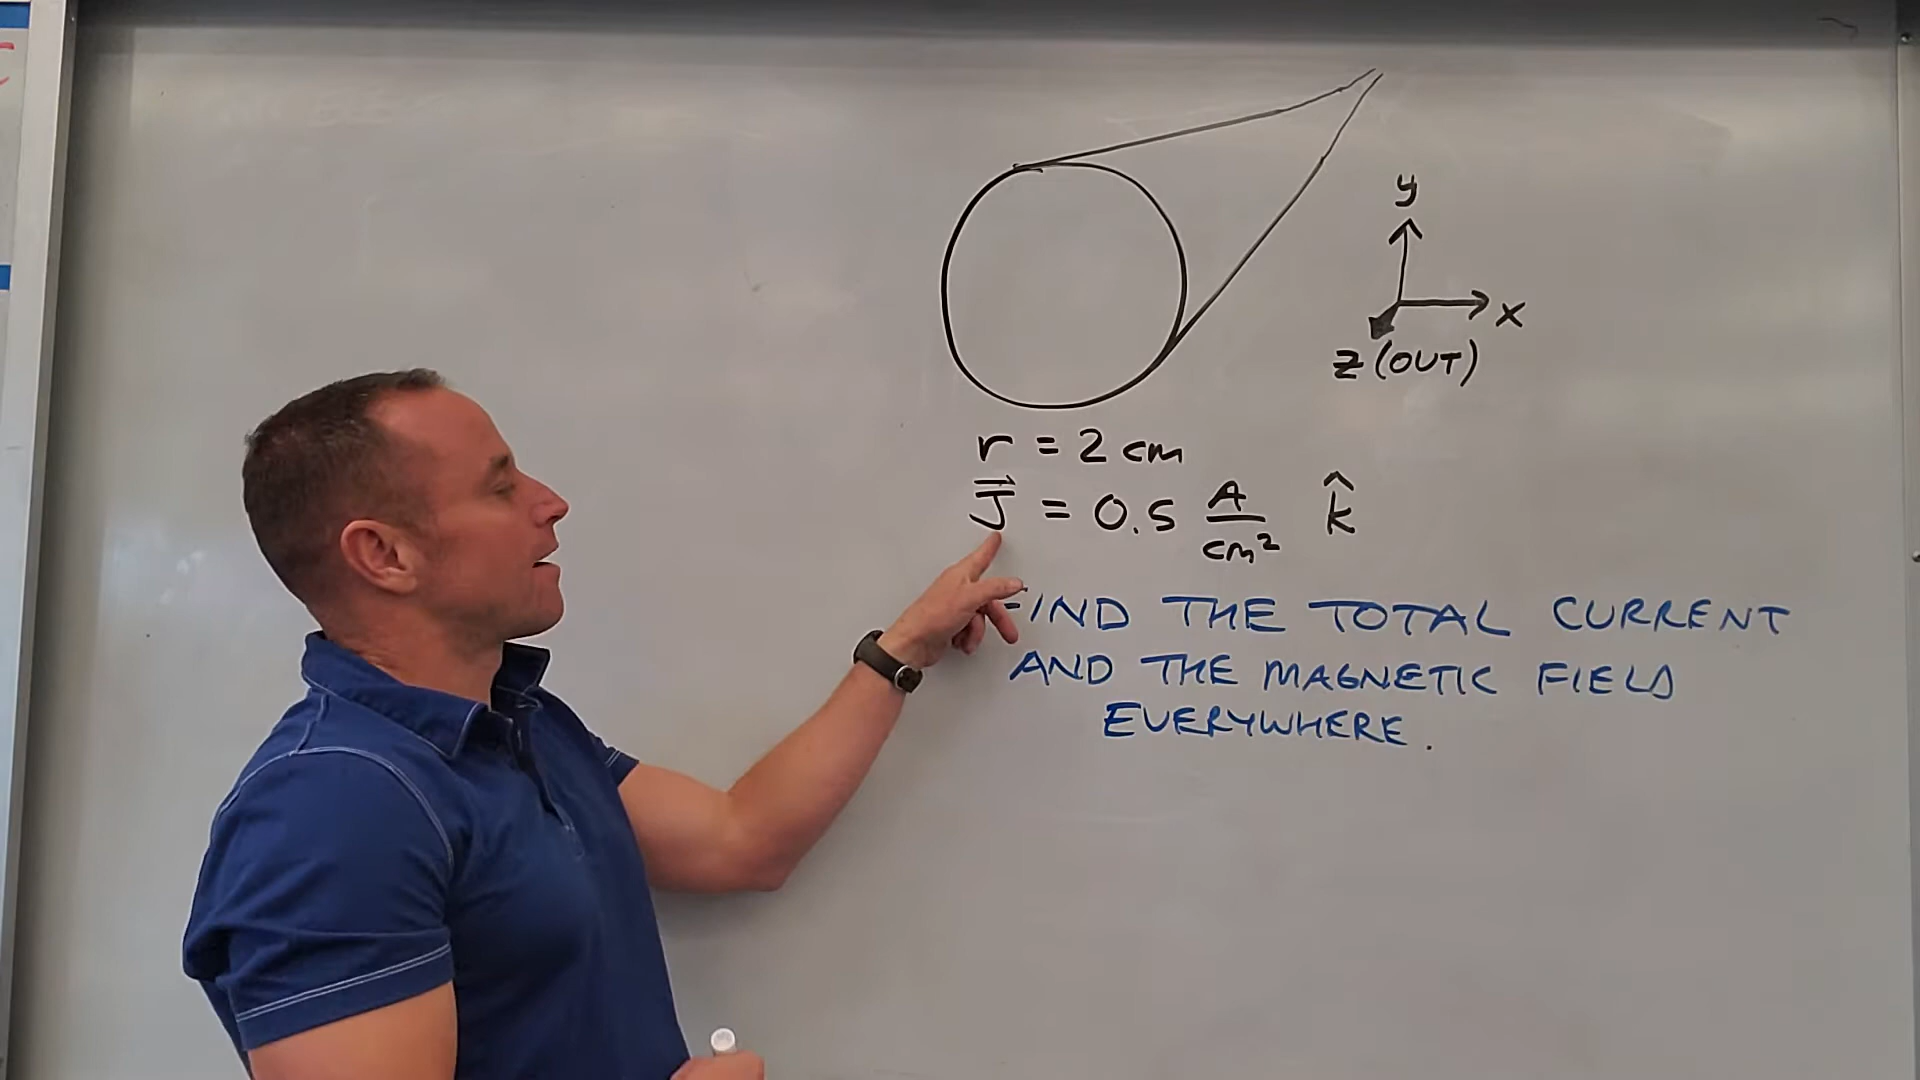 y
x
z (OUT)
r = 2 cm
J⃗ = 0.5 A/cm² k̂
FIND THE TOTAL CURRENT
AND THE MAGNETIC FIELD
EVERYWHERE.